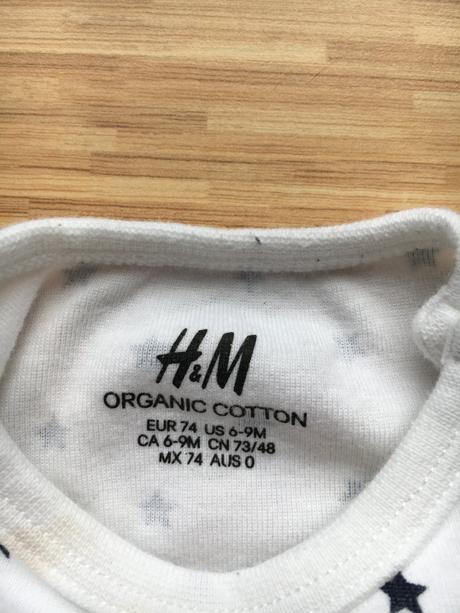 H&M
ORGANIC COTTON
EUR 74 US 6-9M
CA 6-9M CN 73/48
MX 74 AUS 0